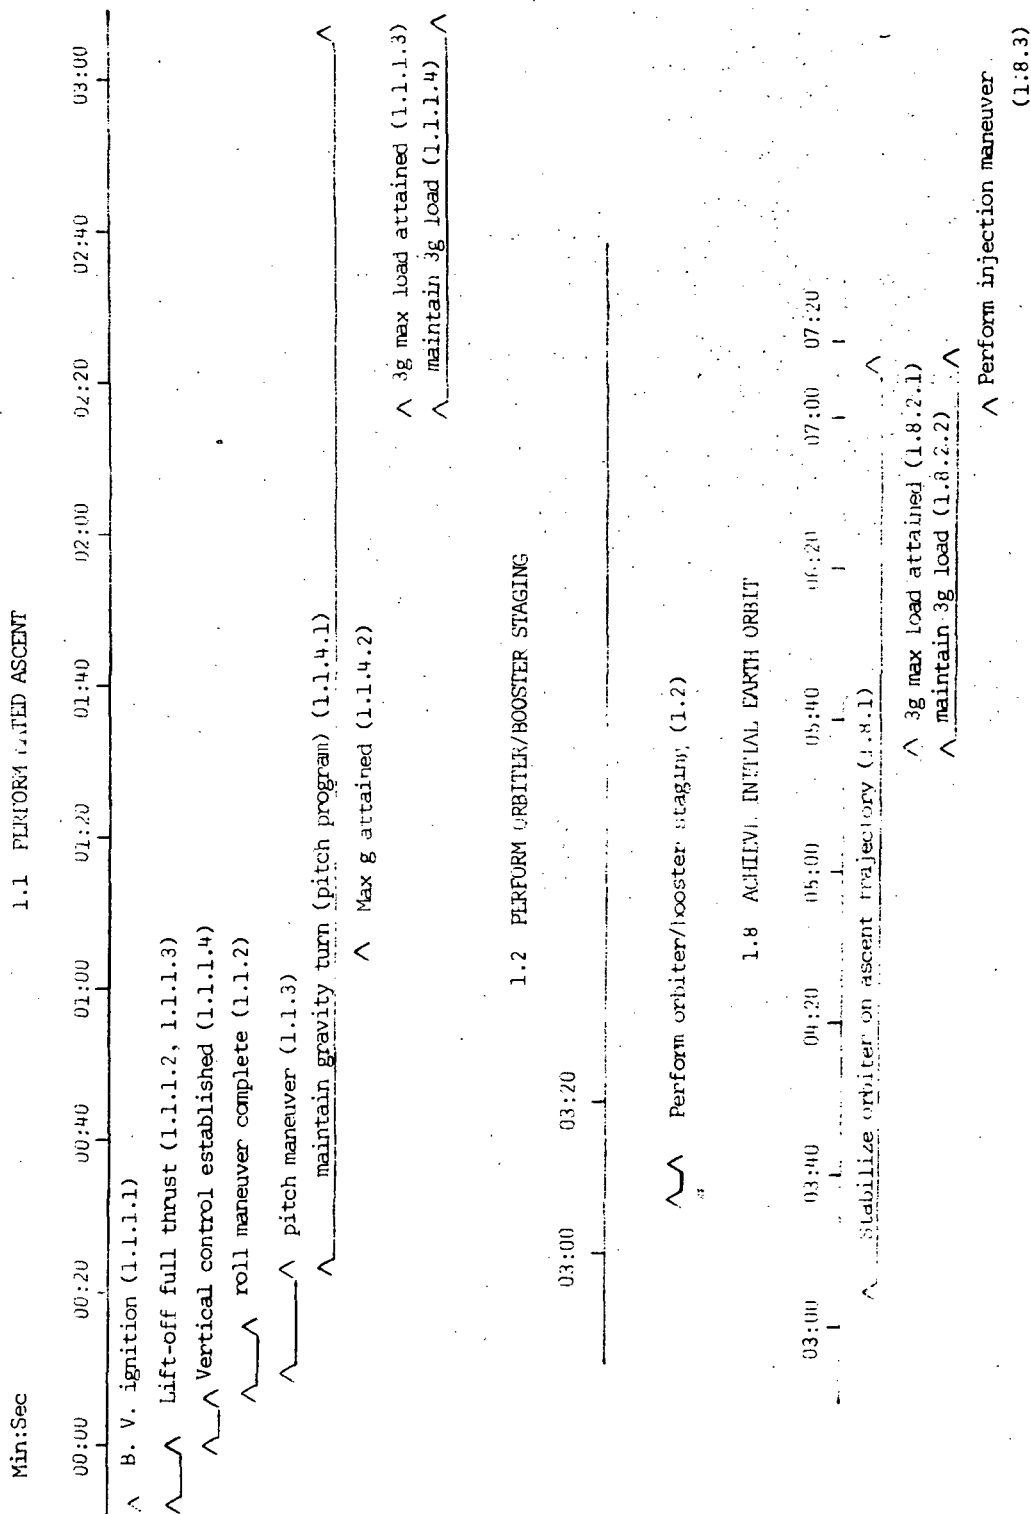 1.1 PERFORM MATED ASCENT
Min:Sec
00:00 00:20 00:40 01:00 01:20 01:40 02:00 02:20 02:40 03:00
B. V. ignition (1.1.1.1)
Lift-off full thrust (1.1.1.2, 1.1.1.3)
Vertical control established (1.1.1.4)
roll maneuver complete (1.1.2)
pitch maneuver (1.1.3)
maintain gravity turn (pitch program) (1.1.4.1)
Max g attained (1.1.4.2)
3g max load attained (1.1.1.3)
maintain 3g load (1.1.1.4)
1.2 PERFORM ORBITER/BOOSTER STAGING
03:00 03:20
Perform orbiter/booster staging (1.2)
1.8 ACHIEVE INITIAL EARTH ORBIT
03:00 03:40 04:20 05:00 05:40 06:20 07:00 07:20
Stabilize orbiter on ascent trajectory (1.8.1)
3g max load attained (1.8.2.1)
maintain 3g load (1.8.2.2)
Perform injection maneuver
(1:8.3)